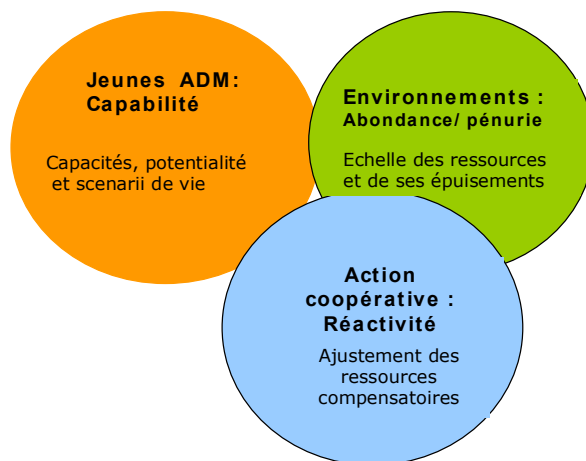 Jeunes ADM:
Capabilité
Capacités, potentialité
et scenarii de vie
Environnements :
Abondance/ pénurie
Echelle des ressources
et de ses épuisements
Action
coopérative :
Réactivité
Ajustement des
ressources
compensatoires